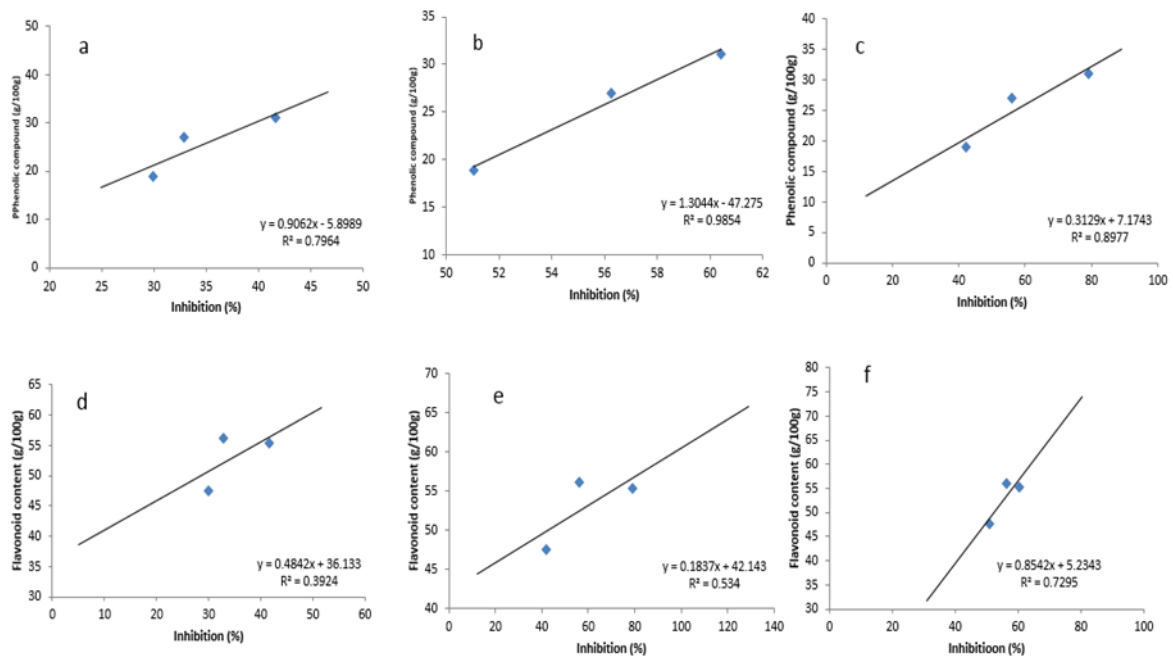 a
50
40
30
20
10
0
25
30
35
40
45
50
PPhenolic compound (g/100g)
Inhibition (%)
y = 0.9062x - 5.8989
R² = 0.7964
b
35
30
25
20
15
10
50
52
54
56
58
60
62
Phenolic compound (g/100g)
Inhibition (%)
y = 1.3044x - 47.275
R² = 0.9854
c
40
35
30
25
20
15
10
5
0
0
20
40
60
80
100
Phenolic compound (g/100g)
Inhibition (%)
y = 0.3129x + 7.1743
R² = 0.8977
d
65
60
55
50
45
40
35
30
0
10
20
30
40
50
60
Flavonoid content (g/100g)
Inhibition (%)
y = 0.4842x + 36.133
R² = 0.3924
e
70
65
60
55
50
45
40
0
20
40
60
80
100
120
140
Flavonoid content (g/100g)
Inhibition (%)
y = 0.1837x + 42.143
R² = 0.534
f
80
75
70
65
60
55
50
45
40
35
30
0
20
40
60
80
100
Flavonoid content (g/100g)
Inhibitioon (%)
y = 0.8542x + 5.2343
R² = 0.7295